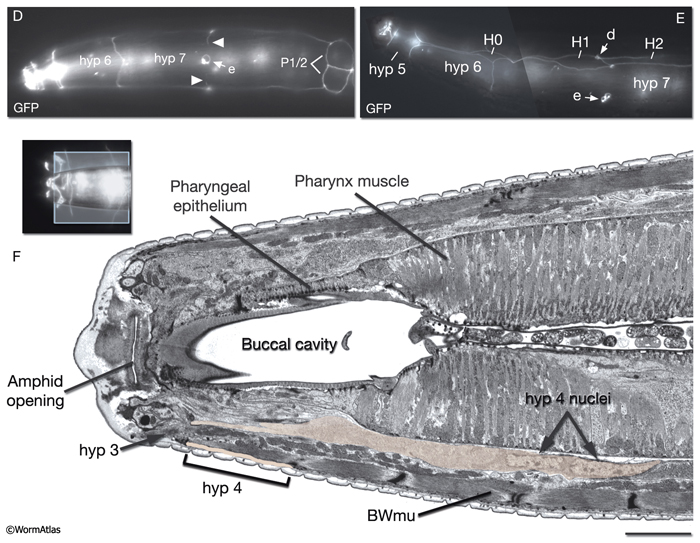 D
hyp 6
hyp 7
e
P1/2
GFP
E
H0
H1
d
H2
hyp 5
hyp 6
hyp 7
e
GFP
F
Pharyngeal
epithelium
Pharynx muscle
Buccal cavity
Amphid
opening
hyp 4 nuclei
hyp 3
hyp 4
BWmu
©WormAtlas